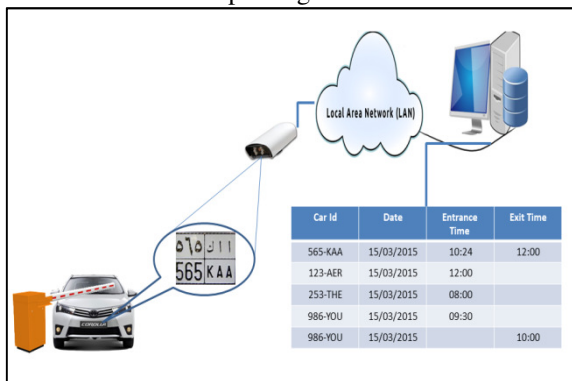 Local Area Network (LAN)
٥٦٥ ا ا ك
565 KAA
COROLLA
Car Id Date Entrance Time Exit Time
565-KAA 15/03/2015 10:24 12:00
123-AER 15/03/2015 12:00
253-THE 15/03/2015 08:00
986-YOU 15/03/2015 09:30
986-YOU 15/03/2015 10:00